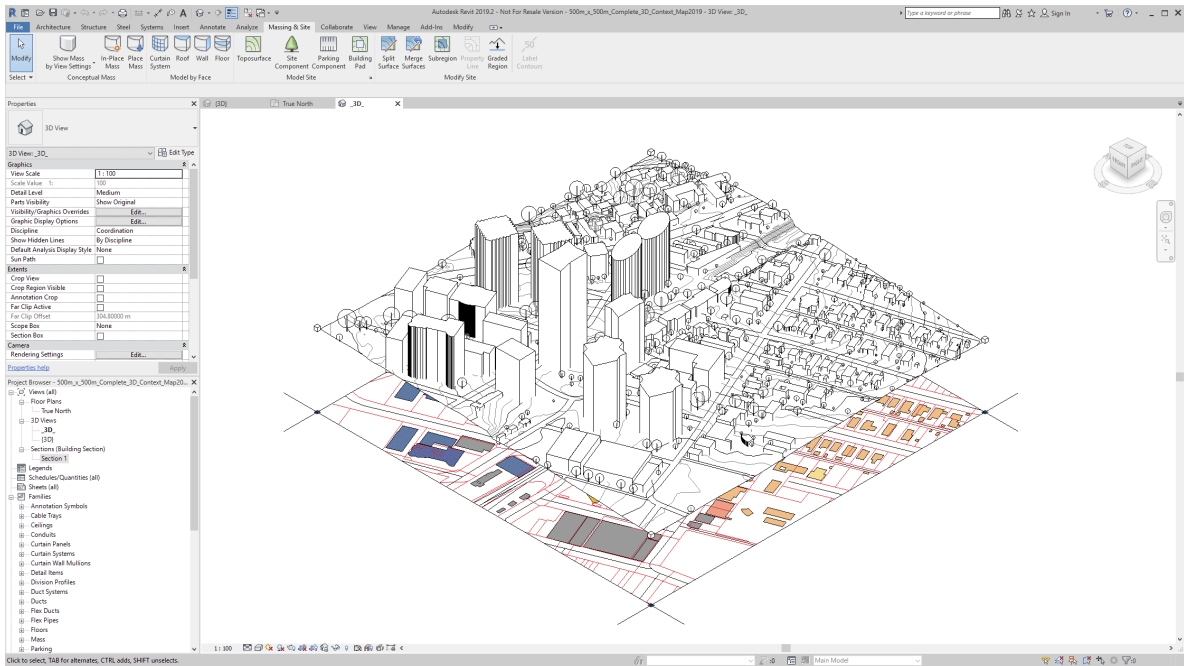 Autodesk Revit 2019.2 - Not For Resale Version - 500m_x_500m_Complete_3D_Context_Map2019 - 3D View: _3D_
Type a keyword or phrase
Sign In
File Architecture Structure Steel Systems Insert Annotate Analyze Massing & Site Collaborate View Manage Add-Ins Modify
Modify
Show Mass by View Settings
In-Place Mass
Place Mass
Curtain System
Roof
Wall
Floor
Toposurface
Site Component
Parking Component
Building Pad
Split Surface
Merge Surfaces
Subregion
Property Line
Graded Region
50
Label Contours
Select
Conceptual Mass
Model by Face
Model Site
Modify Site
Properties
{3D}
True North
_3D_
3D View
3D View: _3D_
Edit Type
Graphics
View Scale 1 : 100
Scale Value 1: 100
Detail Level Medium
Parts Visibility Show Original
Visibility/Graphics Overrides Edit...
Graphic Display Options Edit...
Discipline Coordination
Show Hidden Lines By Discipline
Default Analysis Display Style None
Sun Path
Extents
Crop View
Crop Region Visible
Annotation Crop
Far Clip Active
Far Clip Offset 304.80000 m
Scope Box None
Section Box
Camera
Rendering Settings Edit...
Properties help
Apply
Project Browser - 500m_x_500m_Complete_3D_Context_Map20...
Views (all)
Floor Plans
True North
3D Views
_3D_
{3D}
Sections (Building Section)
Section 1
Legends
Schedules/Quantities (all)
Sheets (all)
Families
Annotation Symbols
Cable Trays
Ceilings
Conduits
Curtain Panels
Curtain Systems
Curtain Wall Mullions
Detail Items
Division Profiles
Duct Systems
Ducts
Flex Ducts
Flex Pipes
Floors
Mass
Parking
TOP
FRONT
RIGHT
1 : 100
Click to select, TAB for alternates, CTRL adds, SHIFT unselects.
:0
Main Model
:0